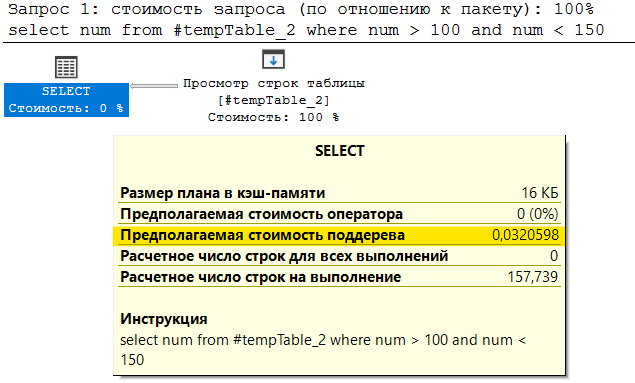 Запрос 1: стоимость запроса (по отношению к пакету): 100%
select num from #tempTable_2 where num > 100 and num < 150
SELECT
Стоимость: 0 %
Просмотр строк таблицы
[#tempTable_2]
Стоимость: 100 %
SELECT
Размер плана в кэш-памяти 16 КБ
Предполагаемая стоимость оператора 0 (0%)
Предполагаемая стоимость поддерева 0,0320598
Расчетное число строк для всех выполнений 0
Расчетное число строк на выполнение 157,739
Инструкция
select num from #tempTable_2 where num > 100 and num <
150